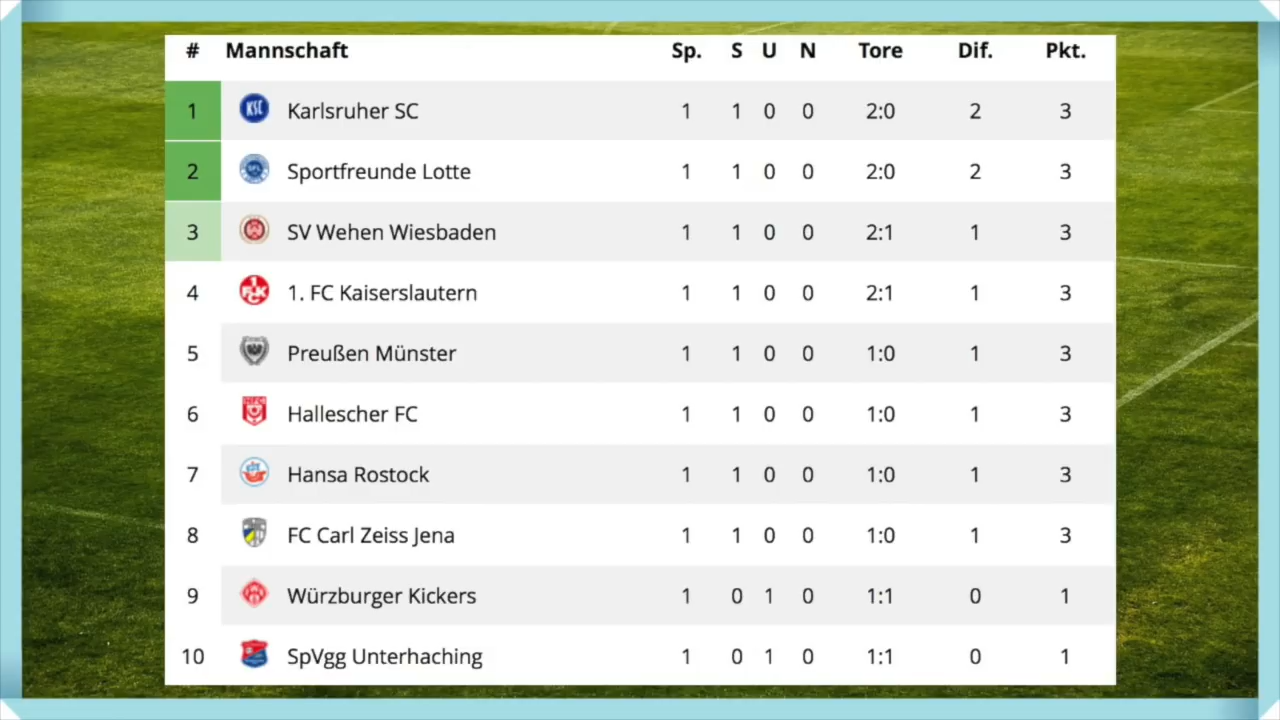 # Mannschaft Sp. S U N Tore Dif. Pkt.
1 KSC Karlsruher SC 1 1 0 0 2:0 2 3
2 Sportfreunde Lotte 1 1 0 0 2:0 2 3
3 SV Wehen Wiesbaden 1 1 0 0 2:1 1 3
4 1. FC Kaiserslautern 1 1 0 0 2:1 1 3
5 Preußen Münster 1 1 0 0 1:0 1 3
6 Hallescher FC 1 1 0 0 1:0 1 3
7 Hansa Rostock 1 1 0 0 1:0 1 3
8 FC Carl Zeiss Jena 1 1 0 0 1:0 1 3
9 Würzburger Kickers 1 0 1 0 1:1 0 1
10 SpVgg Unterhaching 1 0 1 0 1:1 0 1